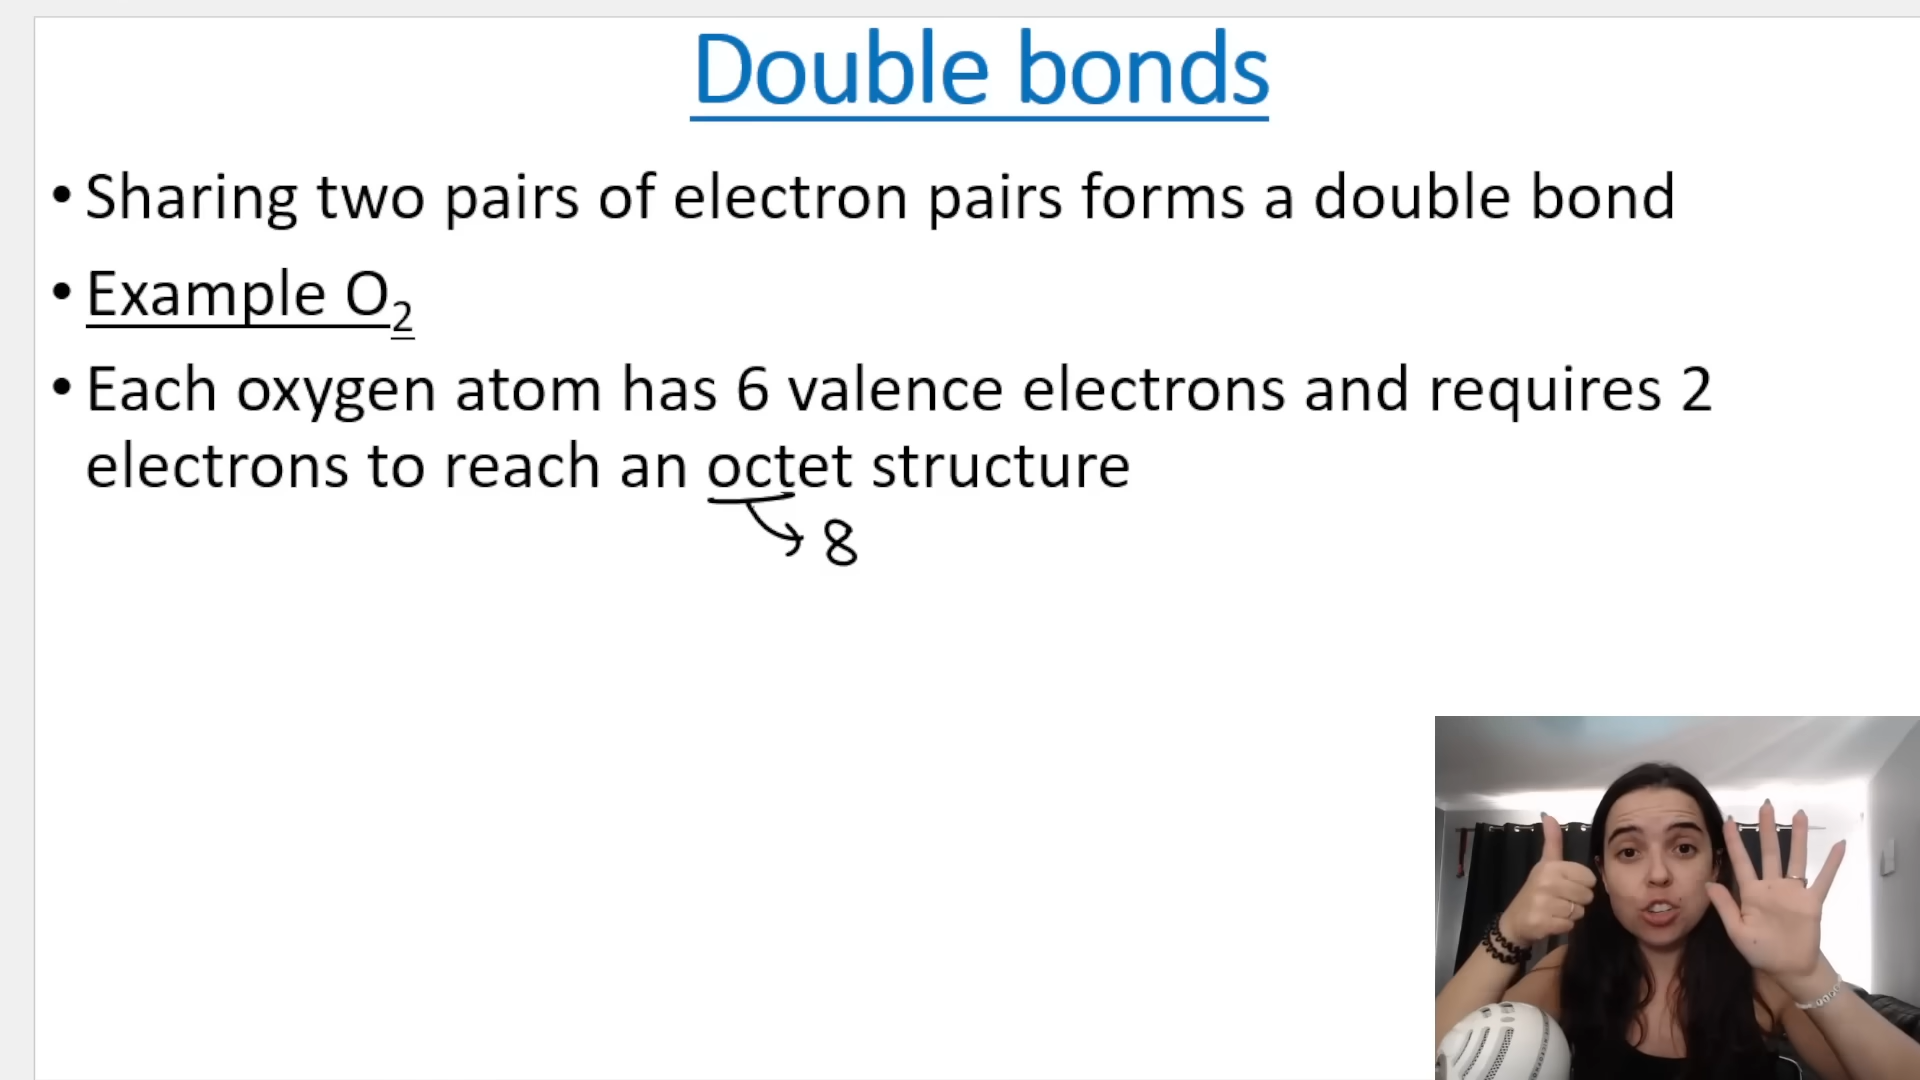 Double bonds
• Sharing two pairs of electron pairs forms a double bond
• Example O₂
• Each oxygen atom has 6 valence electrons and requires 2
electrons to reach an octet structure
8